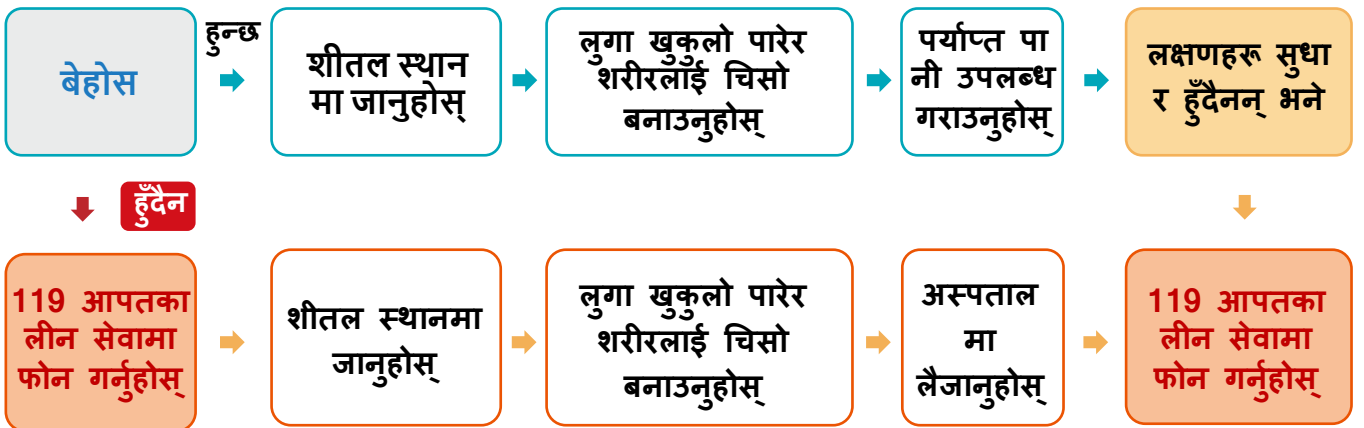 बेहोस
हुन्छ
शीतल स्थान
मा जानुहोस्
लुगा खुकुलो पारेर
शरीरलाई चिसो
बनाउनुहोस्
पर्याप्त पा
नी उपलब्ध
गराउनुहोस्
लक्षणहरू सुधा
र हुँदैनन् भने
हुँदैन
119 आपतका
लीन सेवामा
फोन गर्नुहोस्
शीतल स्थानमा
जानुहोस्
लुगा खुकुलो पारेर
शरीरलाई चिसो
बनाउनुहोस्
अस्पताल
मा
लैजानुहोस्
119 आपतका
लीन सेवामा
फोन गर्नुहोस्